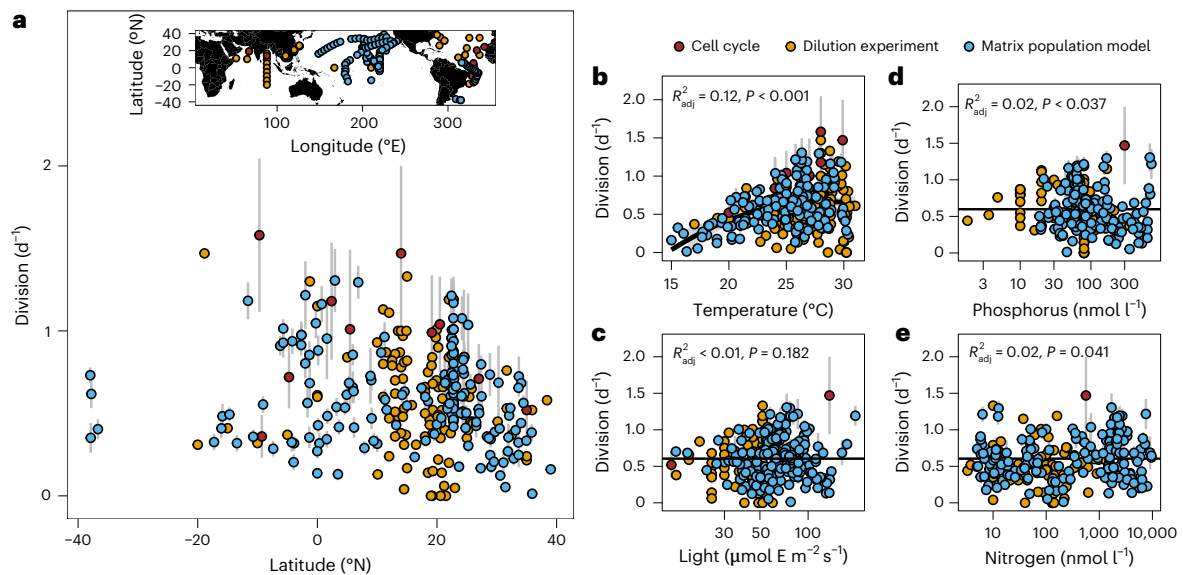 a
Latitude (°N)
40
20
0
−20
−40
100
200
300
Longitude (°E)
Division (d⁻¹)
2
1
0
−40
−20
0
20
40
Latitude (°N)
Cell cycle
Dilution experiment
Matrix population model
b
R²adj = 0.12, P < 0.001
Division (d⁻¹)
2.0
1.5
1.0
0.5
0
15
20
25
30
Temperature (°C)
d
R²adj = 0.02, P < 0.037
Division (d⁻¹)
2.0
1.5
1.0
0.5
0
3
10
30
100
300
Phosphorus (nmol l⁻¹)
c
R²adj < 0.01, P = 0.182
Division (d⁻¹)
2.0
1.5
1.0
0.5
0
30
50
100
Light (μmol E m⁻² s⁻¹)
e
R²adj = 0.02, P = 0.041
Division (d⁻¹)
2.0
1.5
1.0
0.5
0
10
100
1,000
10,000
Nitrogen (nmol l⁻¹)